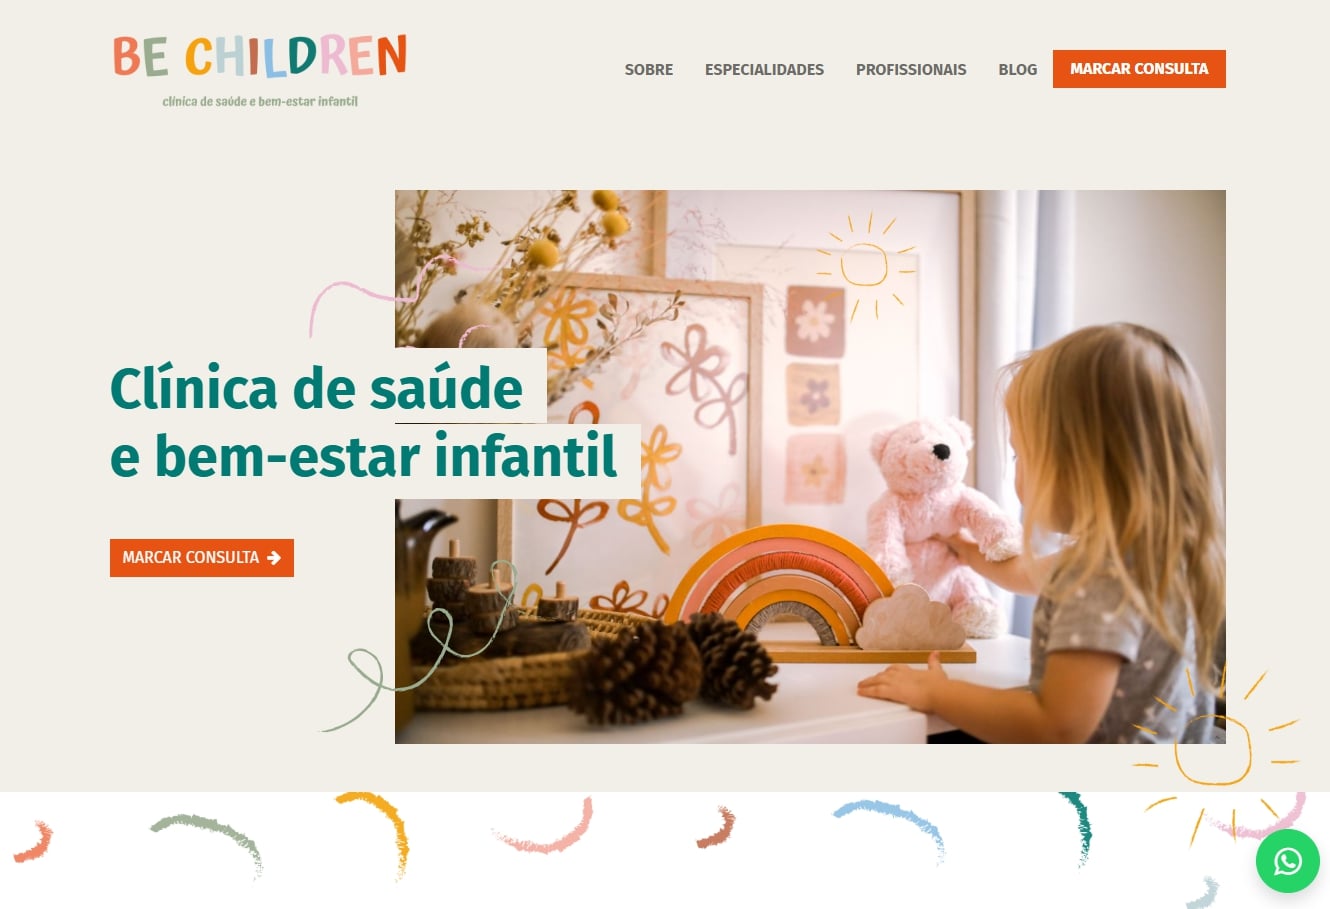 BE CHILDREN
clínica de saúde e bem-estar infantil
SOBRE
ESPECIALIDADES
PROFISSIONAIS
BLOG
MARCAR CONSULTA
Clínica de saúde
e bem-estar infantil
MARCAR CONSULTA